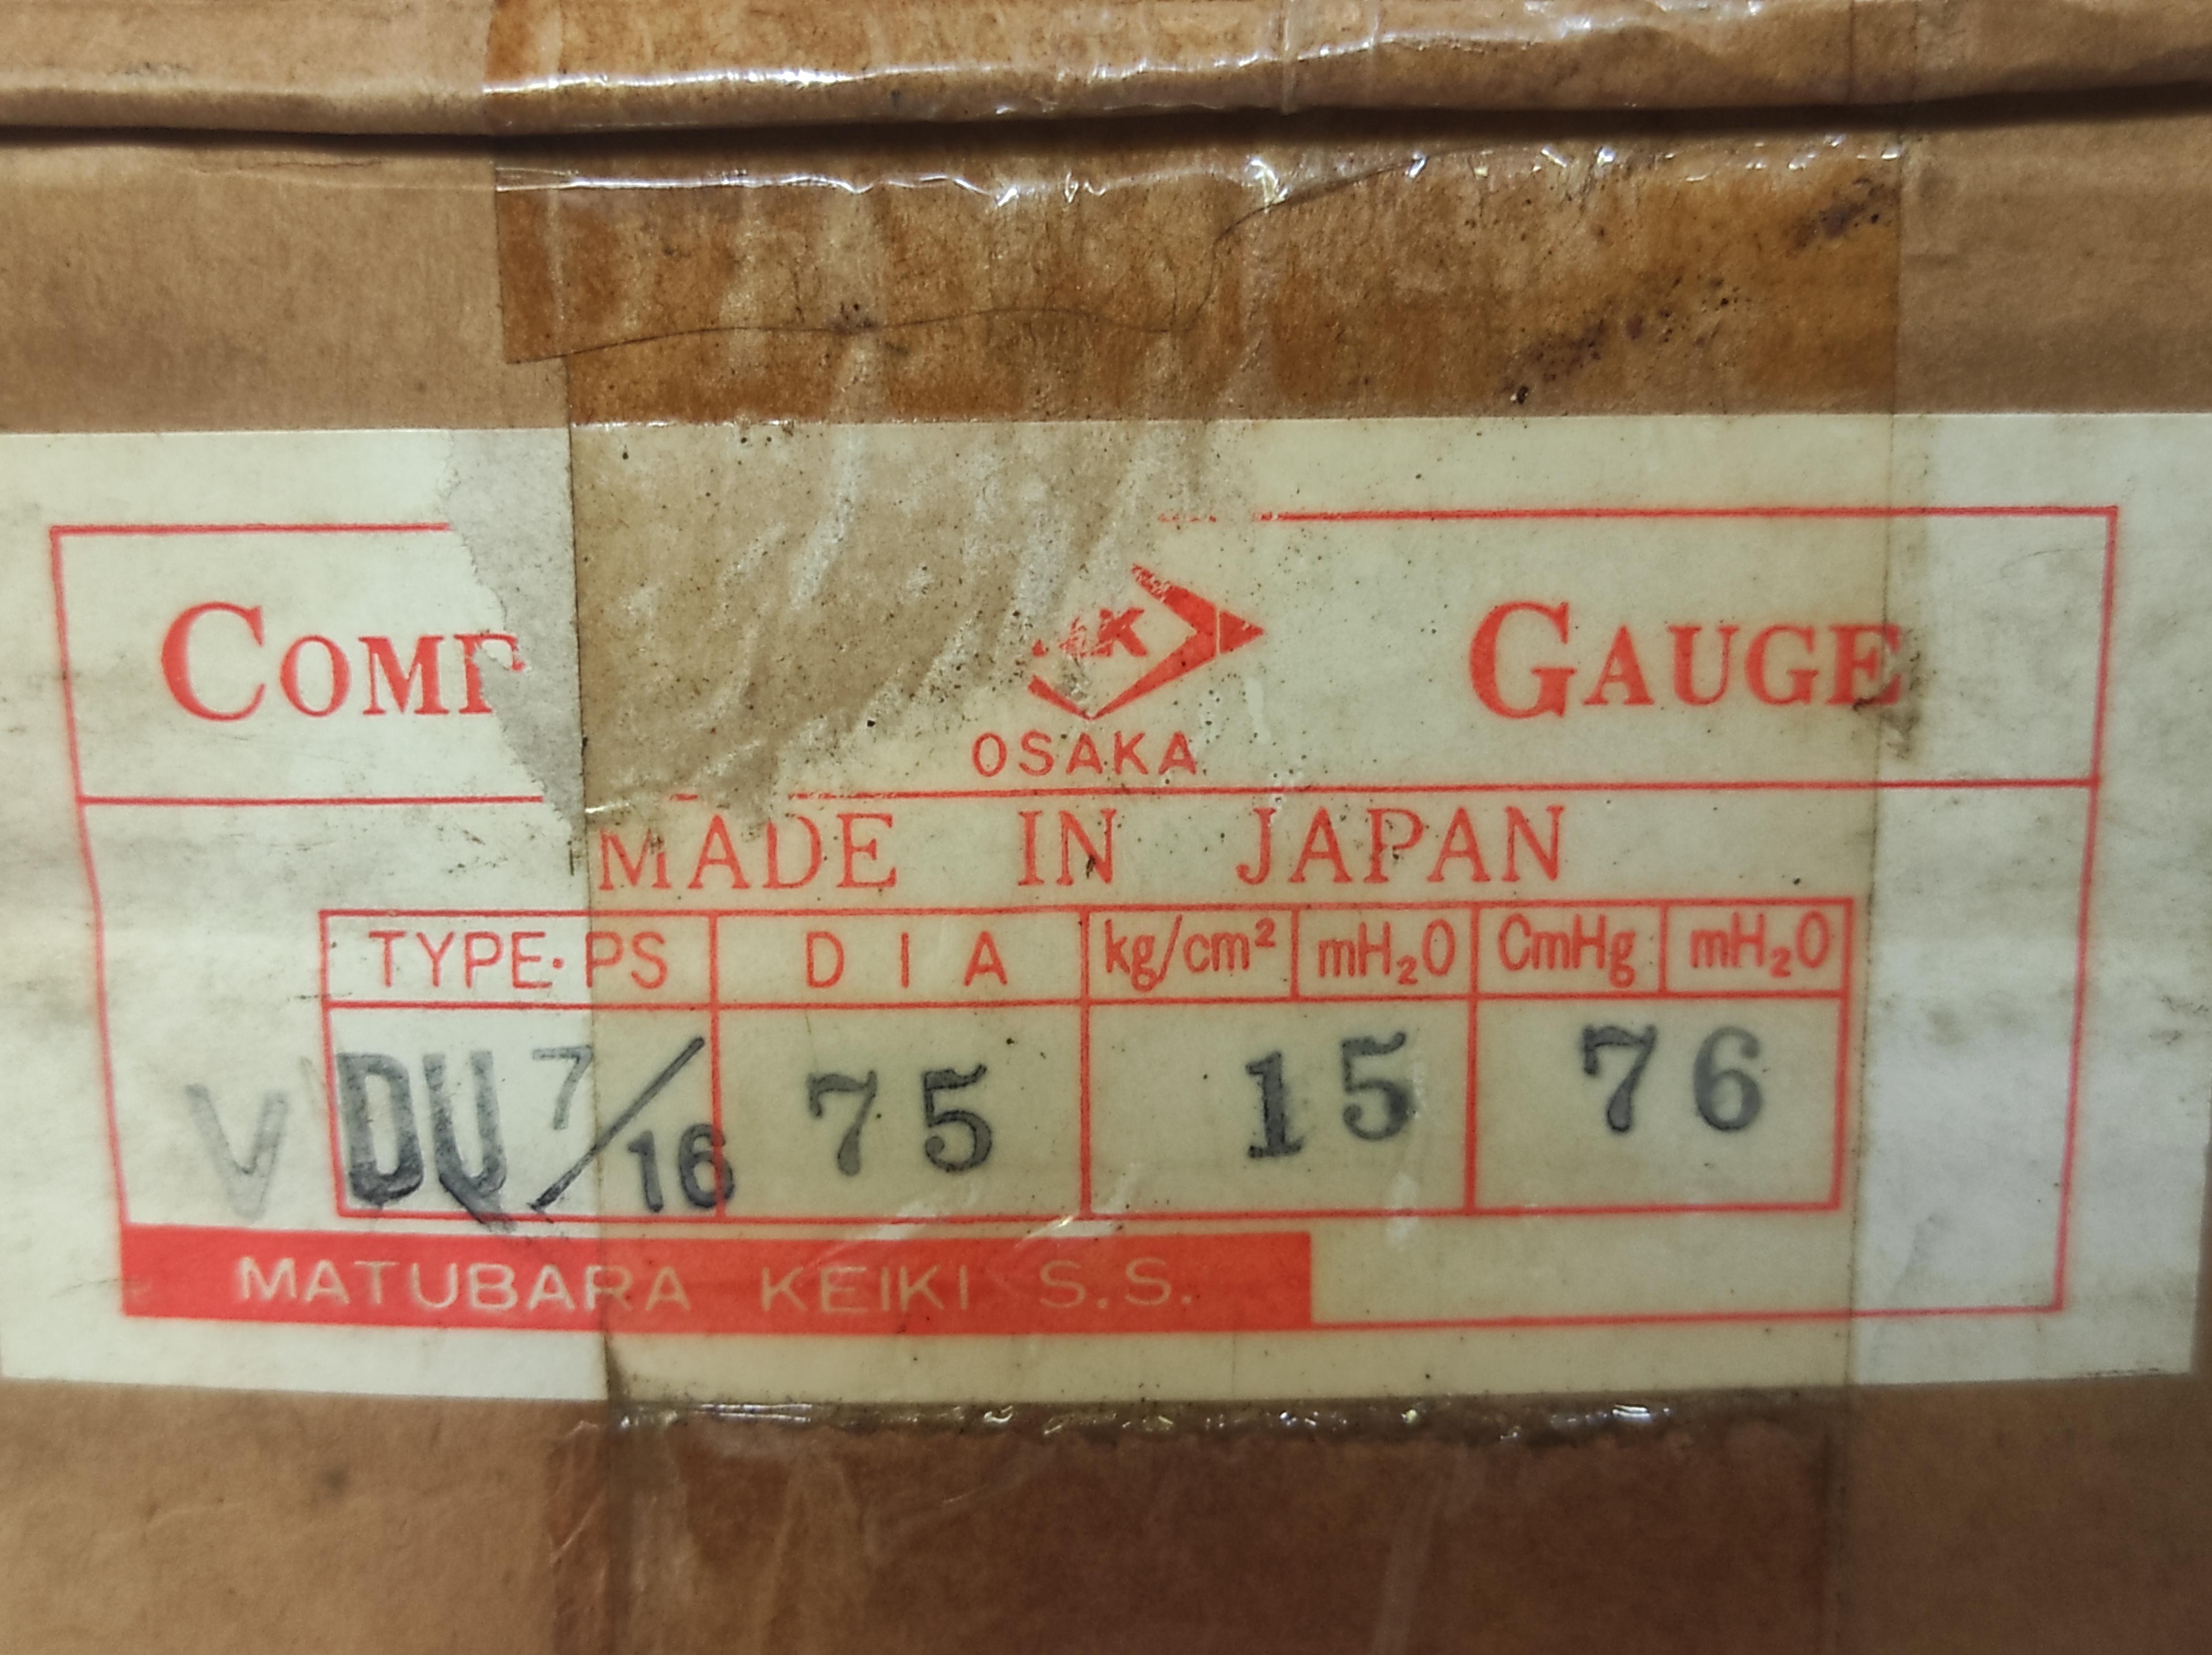 COMP GAUGE
K
OSAKA
MADE IN JAPAN
TYPE·PS DIA kg/cm² mH₂O CmHg mH₂O
V DU 7/16 75 15 76
MATUBARA KEIKI S.S.